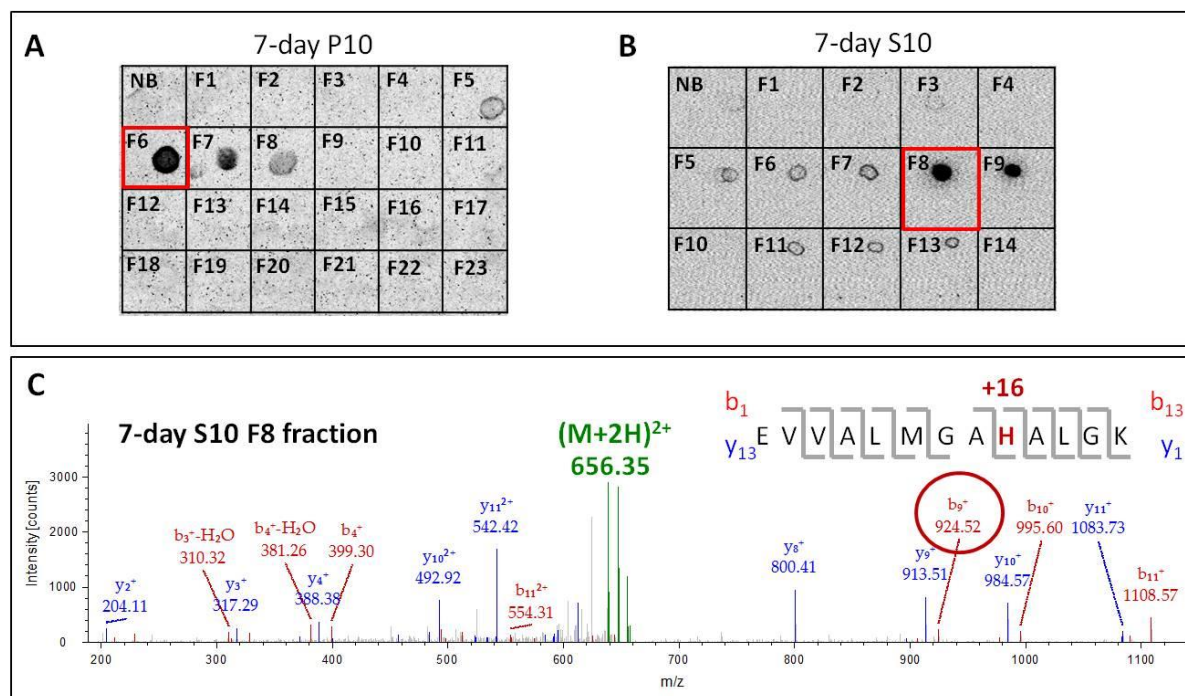 A
7-day P10
NB F1 F2 F3 F4 F5
F6 F7 F8 F9 F10 F11
F12 F13 F14 F15 F16 F17
F18 F19 F20 F21 F22 F23
B
7-day S10
NB F1 F2 F3 F4
F5 F6 F7 F8 F9
F10 F11 F12 F13 F14
C
7-day S10 F8 fraction
(M+2H)²⁺
656.35
+16
b₁ b₁₃
E V V A L M G A H A L G K
y₁₃ y₁
Intensity [counts]
3000
2000
1000
0
y₂⁺
204.11
b₃⁺-H₂O
310.32
y₃⁺
317.29
b₄⁺-H₂O
381.26
y₄⁺
388.38
b₄⁺
399.30
y₁₀²⁺
492.92
y₁₁²⁺
542.42
b₁₁²⁺
554.31
y₈⁺
800.41
y₉⁺
913.51
b₉⁺
924.52
y₁₀⁺
984.57
b₁₀⁺
995.60
y₁₁⁺
1083.73
b₁₁⁺
1108.57
200 300 400 500 600 700 800 900 1000 1100
m/z